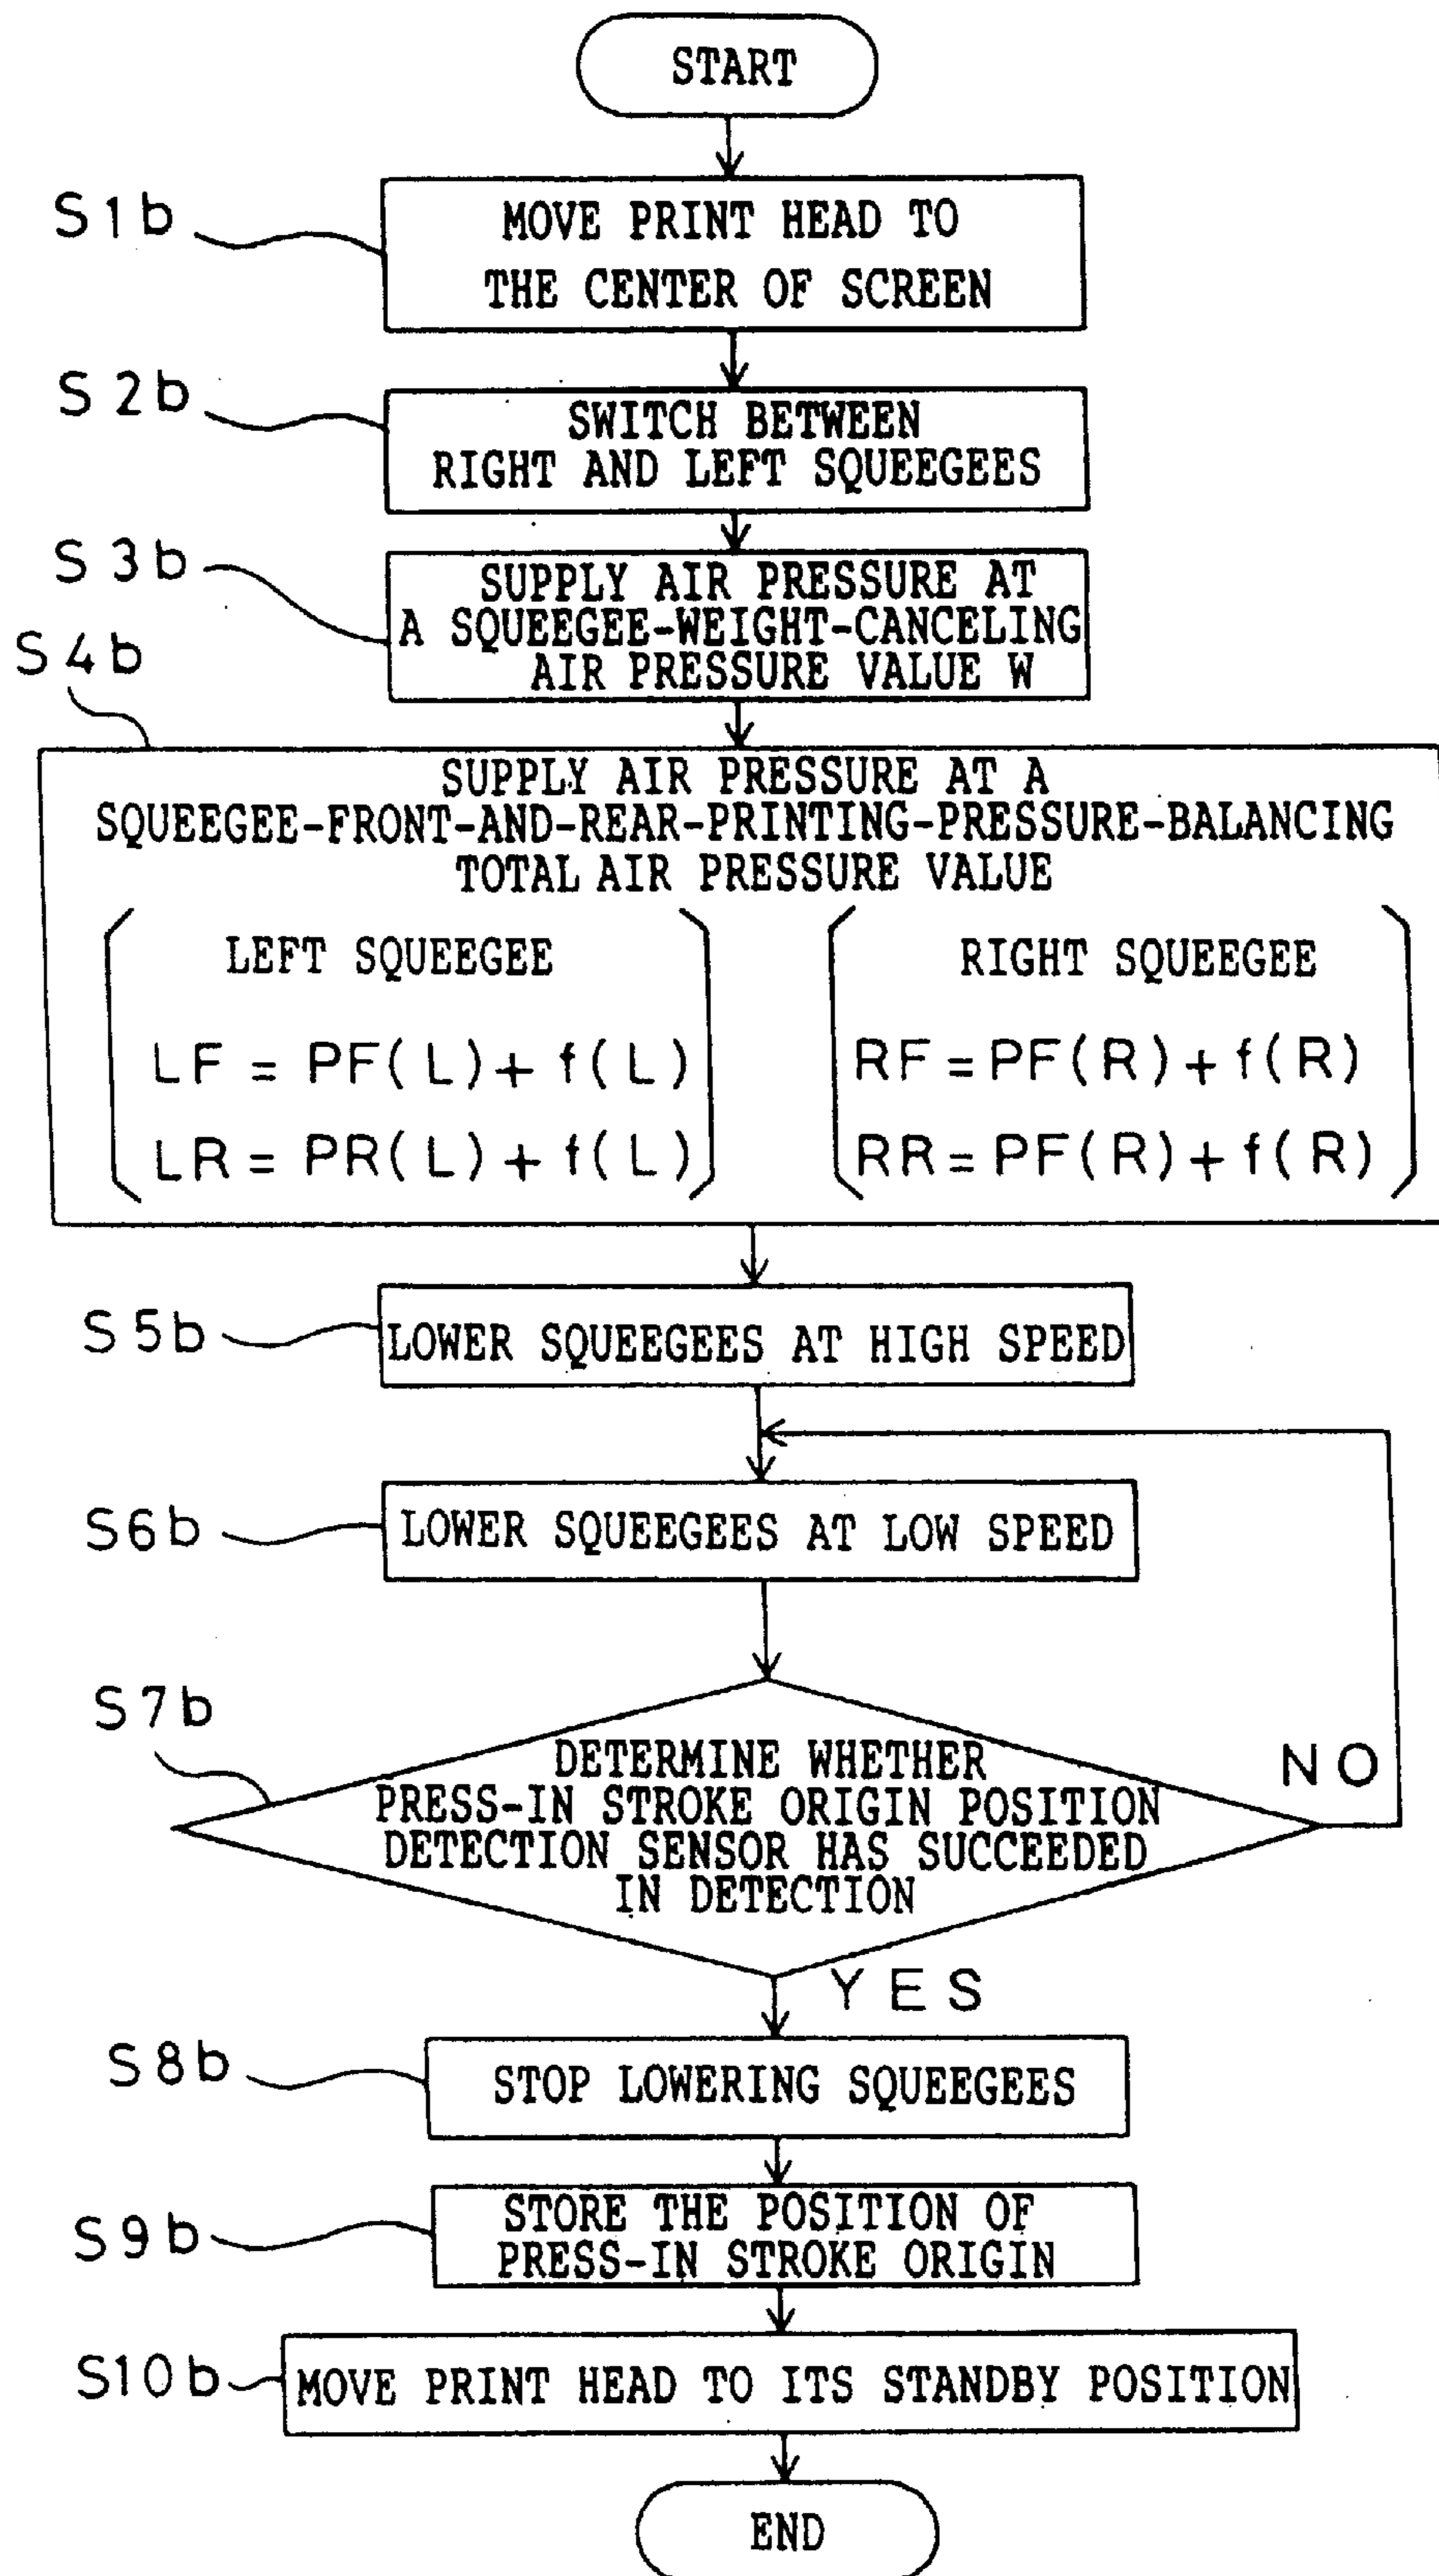 START
S1b
MOVE PRINT HEAD TO
THE CENTER OF SCREEN
S2b
SWITCH BETWEEN
RIGHT AND LEFT SQUEEGEES
S3b
SUPPLY AIR PRESSURE AT
A SQUEEGEE-WEIGHT-CANCELING
AIR PRESSURE VALUE W
S4b
SUPPLY AIR PRESSURE AT A
SQUEEGEE-FRONT-AND-REAR-PRINTING-PRESSURE-BALANCING
TOTAL AIR PRESSURE VALUE
LEFT SQUEEGEE
LF = PF(L) + f(L)
LR = PR(L) + f(L)
RIGHT SQUEEGEE
RF = PF(R) + f(R)
RR = PF(R) + f(R)
S5b
LOWER SQUEEGEES AT HIGH SPEED
S6b
LOWER SQUEEGEES AT LOW SPEED
S7b
DETERMINE WHETHER
PRESS-IN STROKE ORIGIN POSITION
DETECTION SENSOR HAS SUCCEEDED
IN DETECTION
NO
YES
S8b
STOP LOWERING SQUEEGEES
S9b
STORE THE POSITION OF
PRESS-IN STROKE ORIGIN
S10b
MOVE PRINT HEAD TO ITS STANDBY POSITION
END